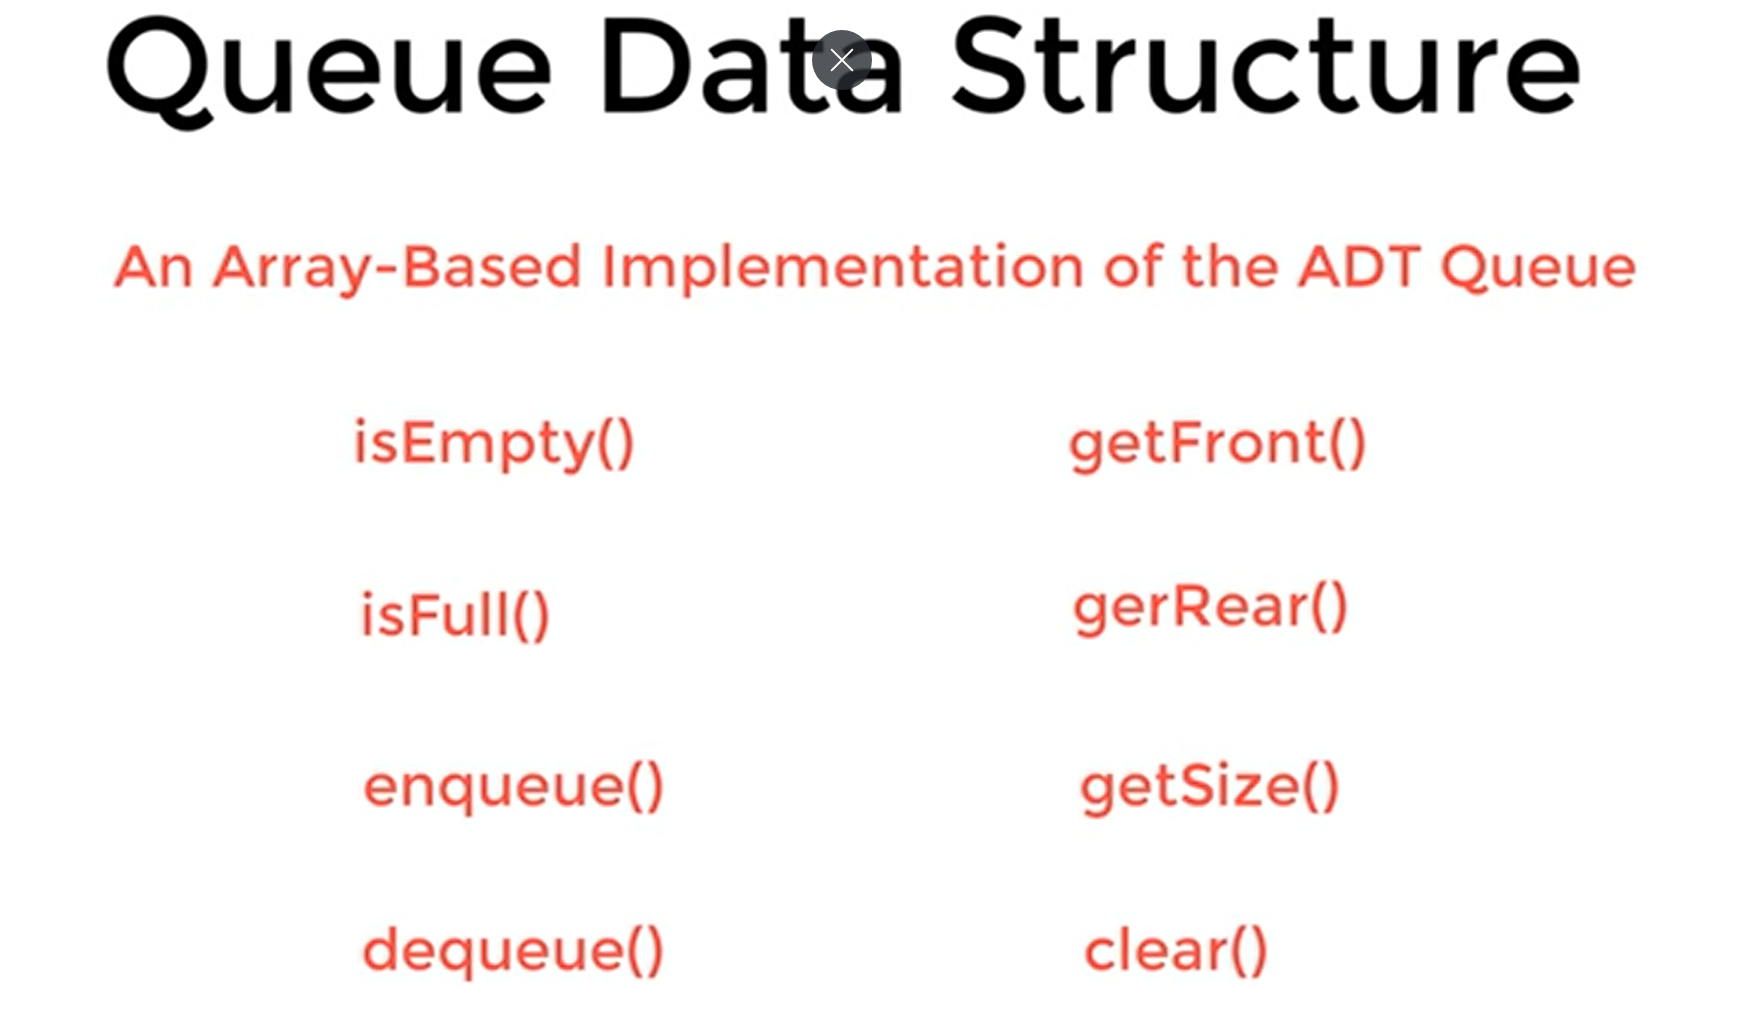 Queue Data Structure
An Array-Based Implementation of the ADT Queue
isEmpty()
getFront()
isFull()
gerRear()
enqueue()
getSize()
dequeue()
clear()